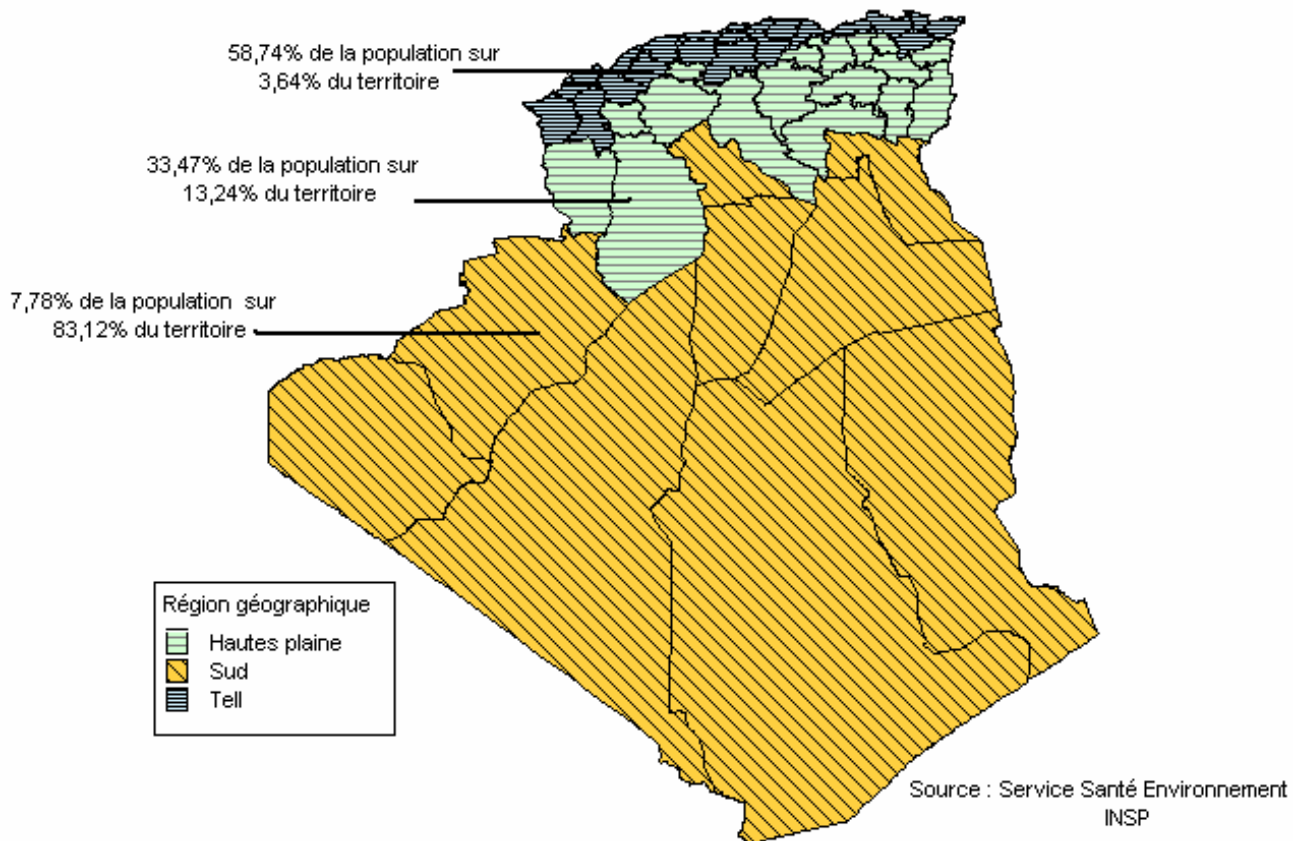 58,74% de la population sur
3,64% du territoire
33,47% de la population sur
13,24% du territoire
7,78% de la population sur
83,12% du territoire
Région géographique
Hautes plaine
Sud
Tell
Source : Service Santé Environnement
INSP